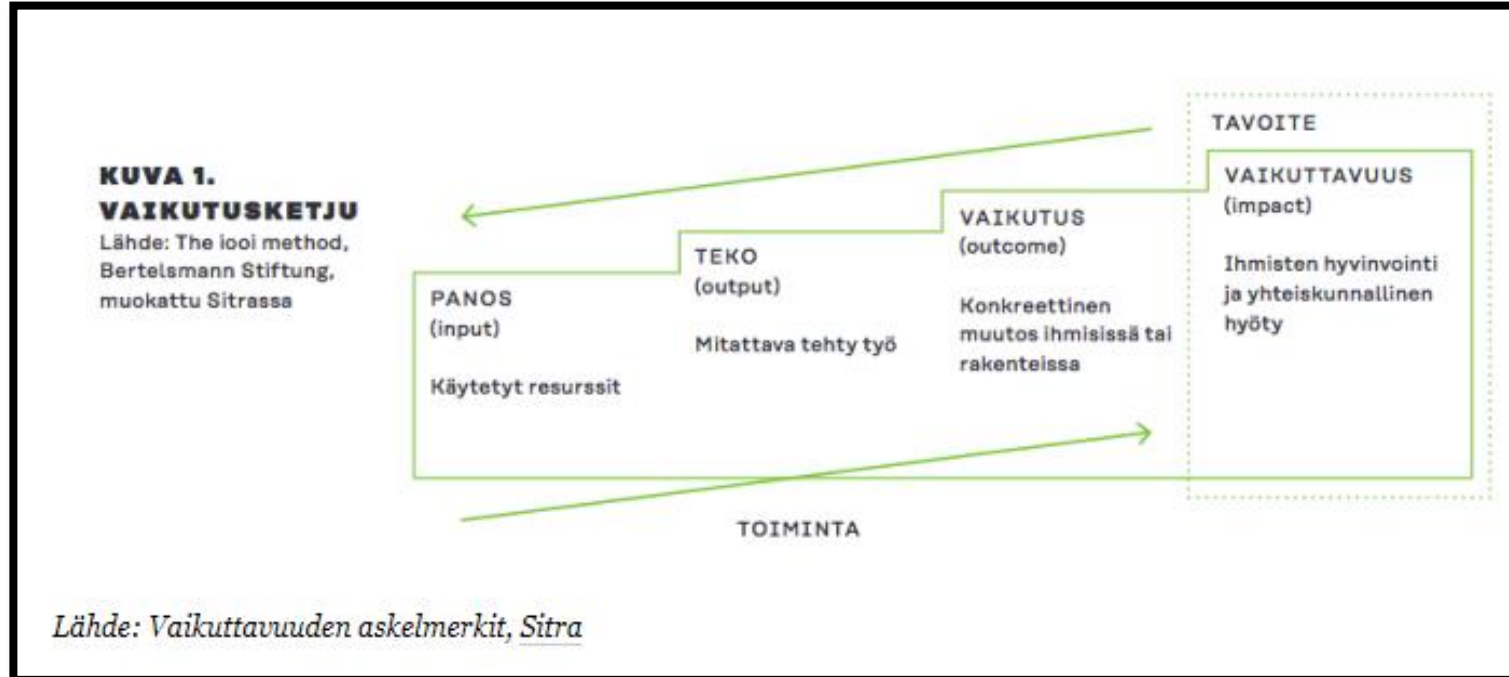 KUVA 1.
VAIKUTUSKETJU
Lähde: The iooi method,
Bertelsmann Stiftung,
muokattu Sitrassa
PANOS
(input)
Käytetyt resurssit
TEKO
(output)
Mitattava tehty työ
VAIKUTUS
(outcome)
Konkreettinen
muutos ihmisissä tai
rakenteissa
TAVOITE
VAIKUTTAVUUS
(impact)
Ihmisten hyvinvointi
ja yhteiskunnallinen
hyöty
TOIMINTA
Lähde: Vaikuttavuuden askelmerkit, Sitra